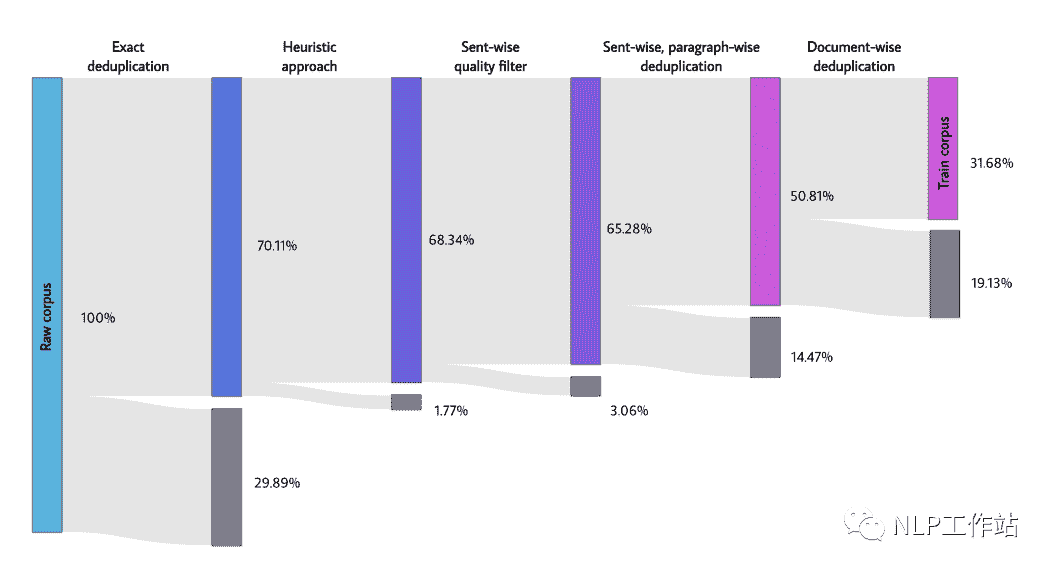 Exact
deduplication
Heuristic
approach
Sent-wise
quality filter
Sent-wise, paragraph-wise
deduplication
Document-wise
deduplication
Raw corpus
100%
70.11%
29.89%
68.34%
1.77%
65.28%
3.06%
50.81%
14.47%
Train corpus
31.68%
19.13%
NLP工作站